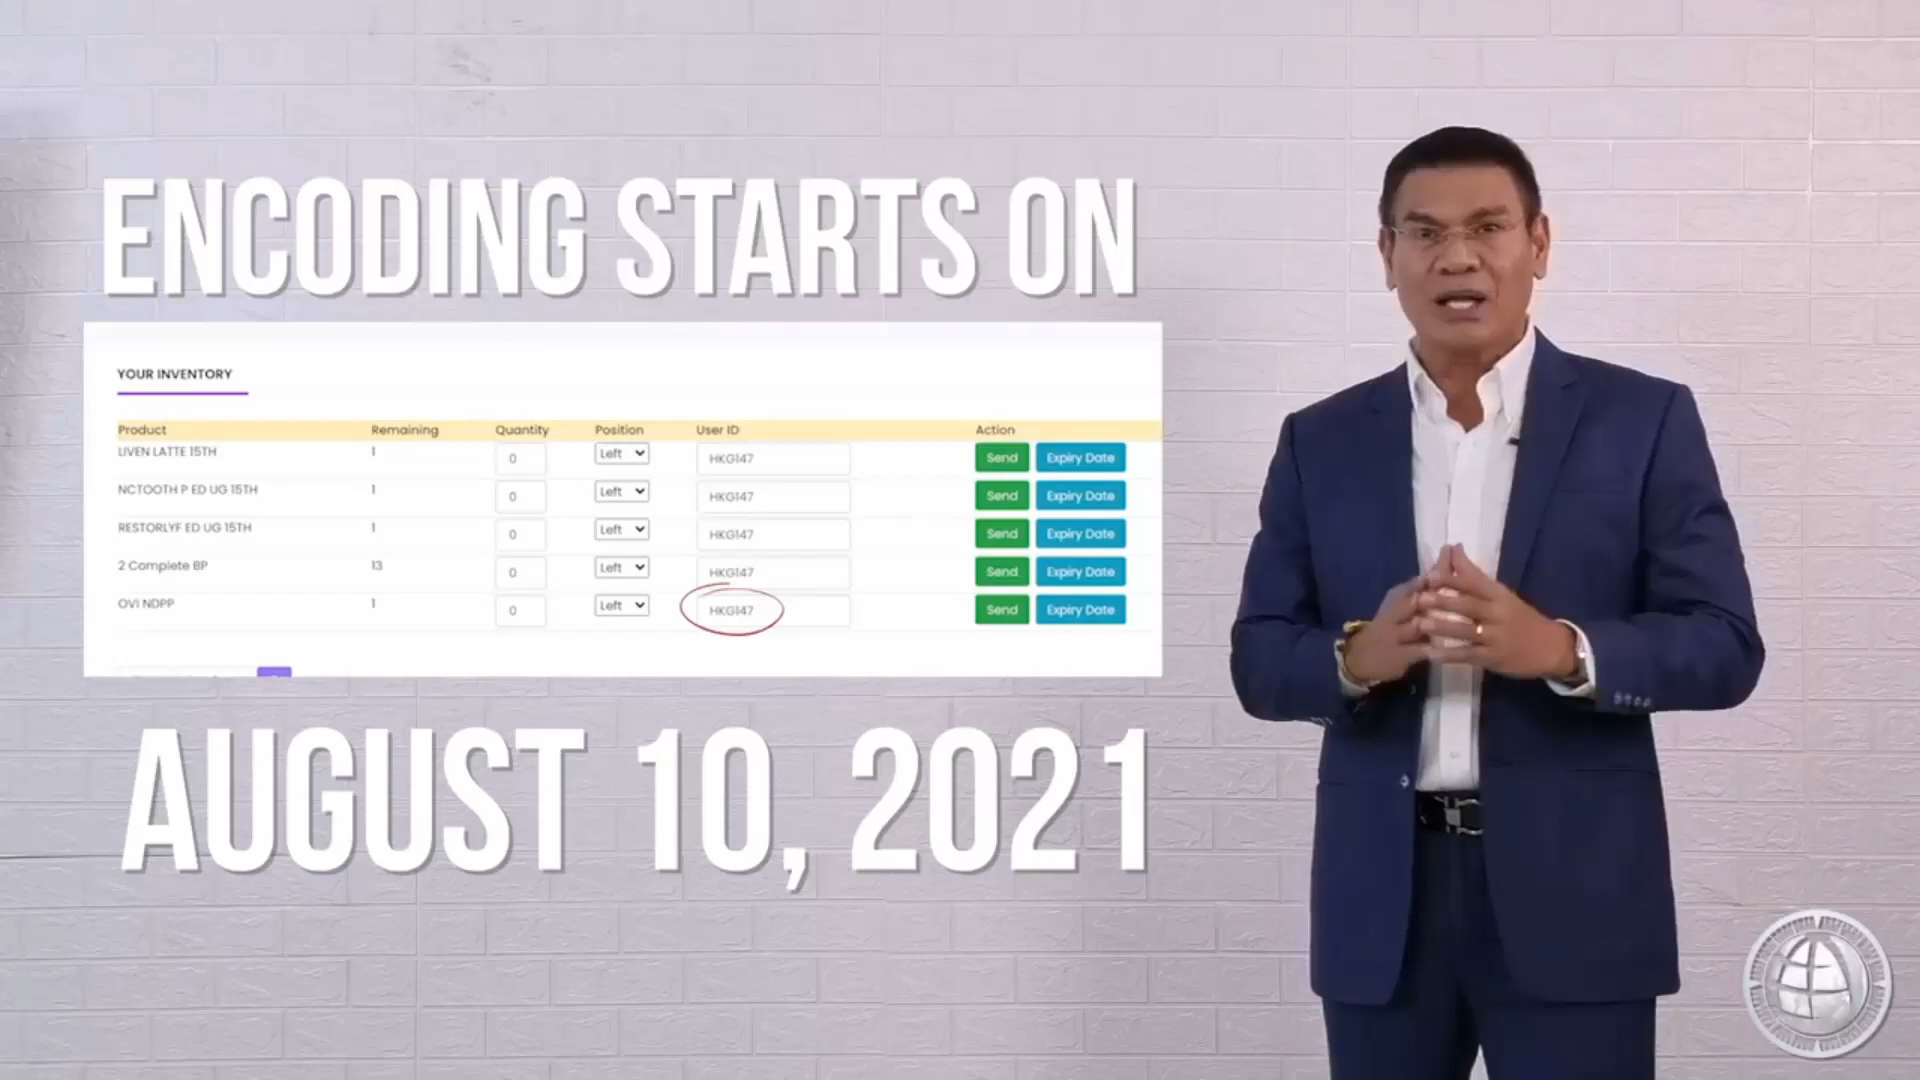 ENCODING STARTS ON
YOUR INVENTORY
Product Remaining Quantity Position User ID Action
LIVEN LATTE 15TH 1 0 Left HKG147 Send Expiry Date
NCTOOTH P ED UG 15TH 1 0 Left HKG147 Send Expiry Date
RESTORLYF ED UG 15TH 1 0 Left HKG147 Send Expiry Date
2 Complete BP 13 0 Left HKG147 Send Expiry Date
OVI NDPP 1 0 Left HKG147 Send Expiry Date
AUGUST 10, 2021